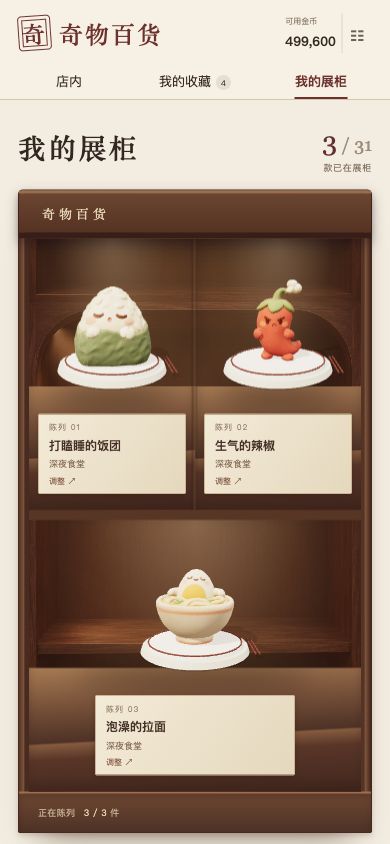 奇 奇物百货
可用金币
499,600
店内 我的收藏 4 我的展柜
我的展柜
3 / 31
款已在展柜
奇物百货
陈列 01
打瞌睡的饭团
深夜食堂
调整 ↗
陈列 02
生气的辣椒
深夜食堂
调整 ↗
陈列 03
泡澡的拉面
深夜食堂
调整 ↗
正在陈列 3 / 3 件